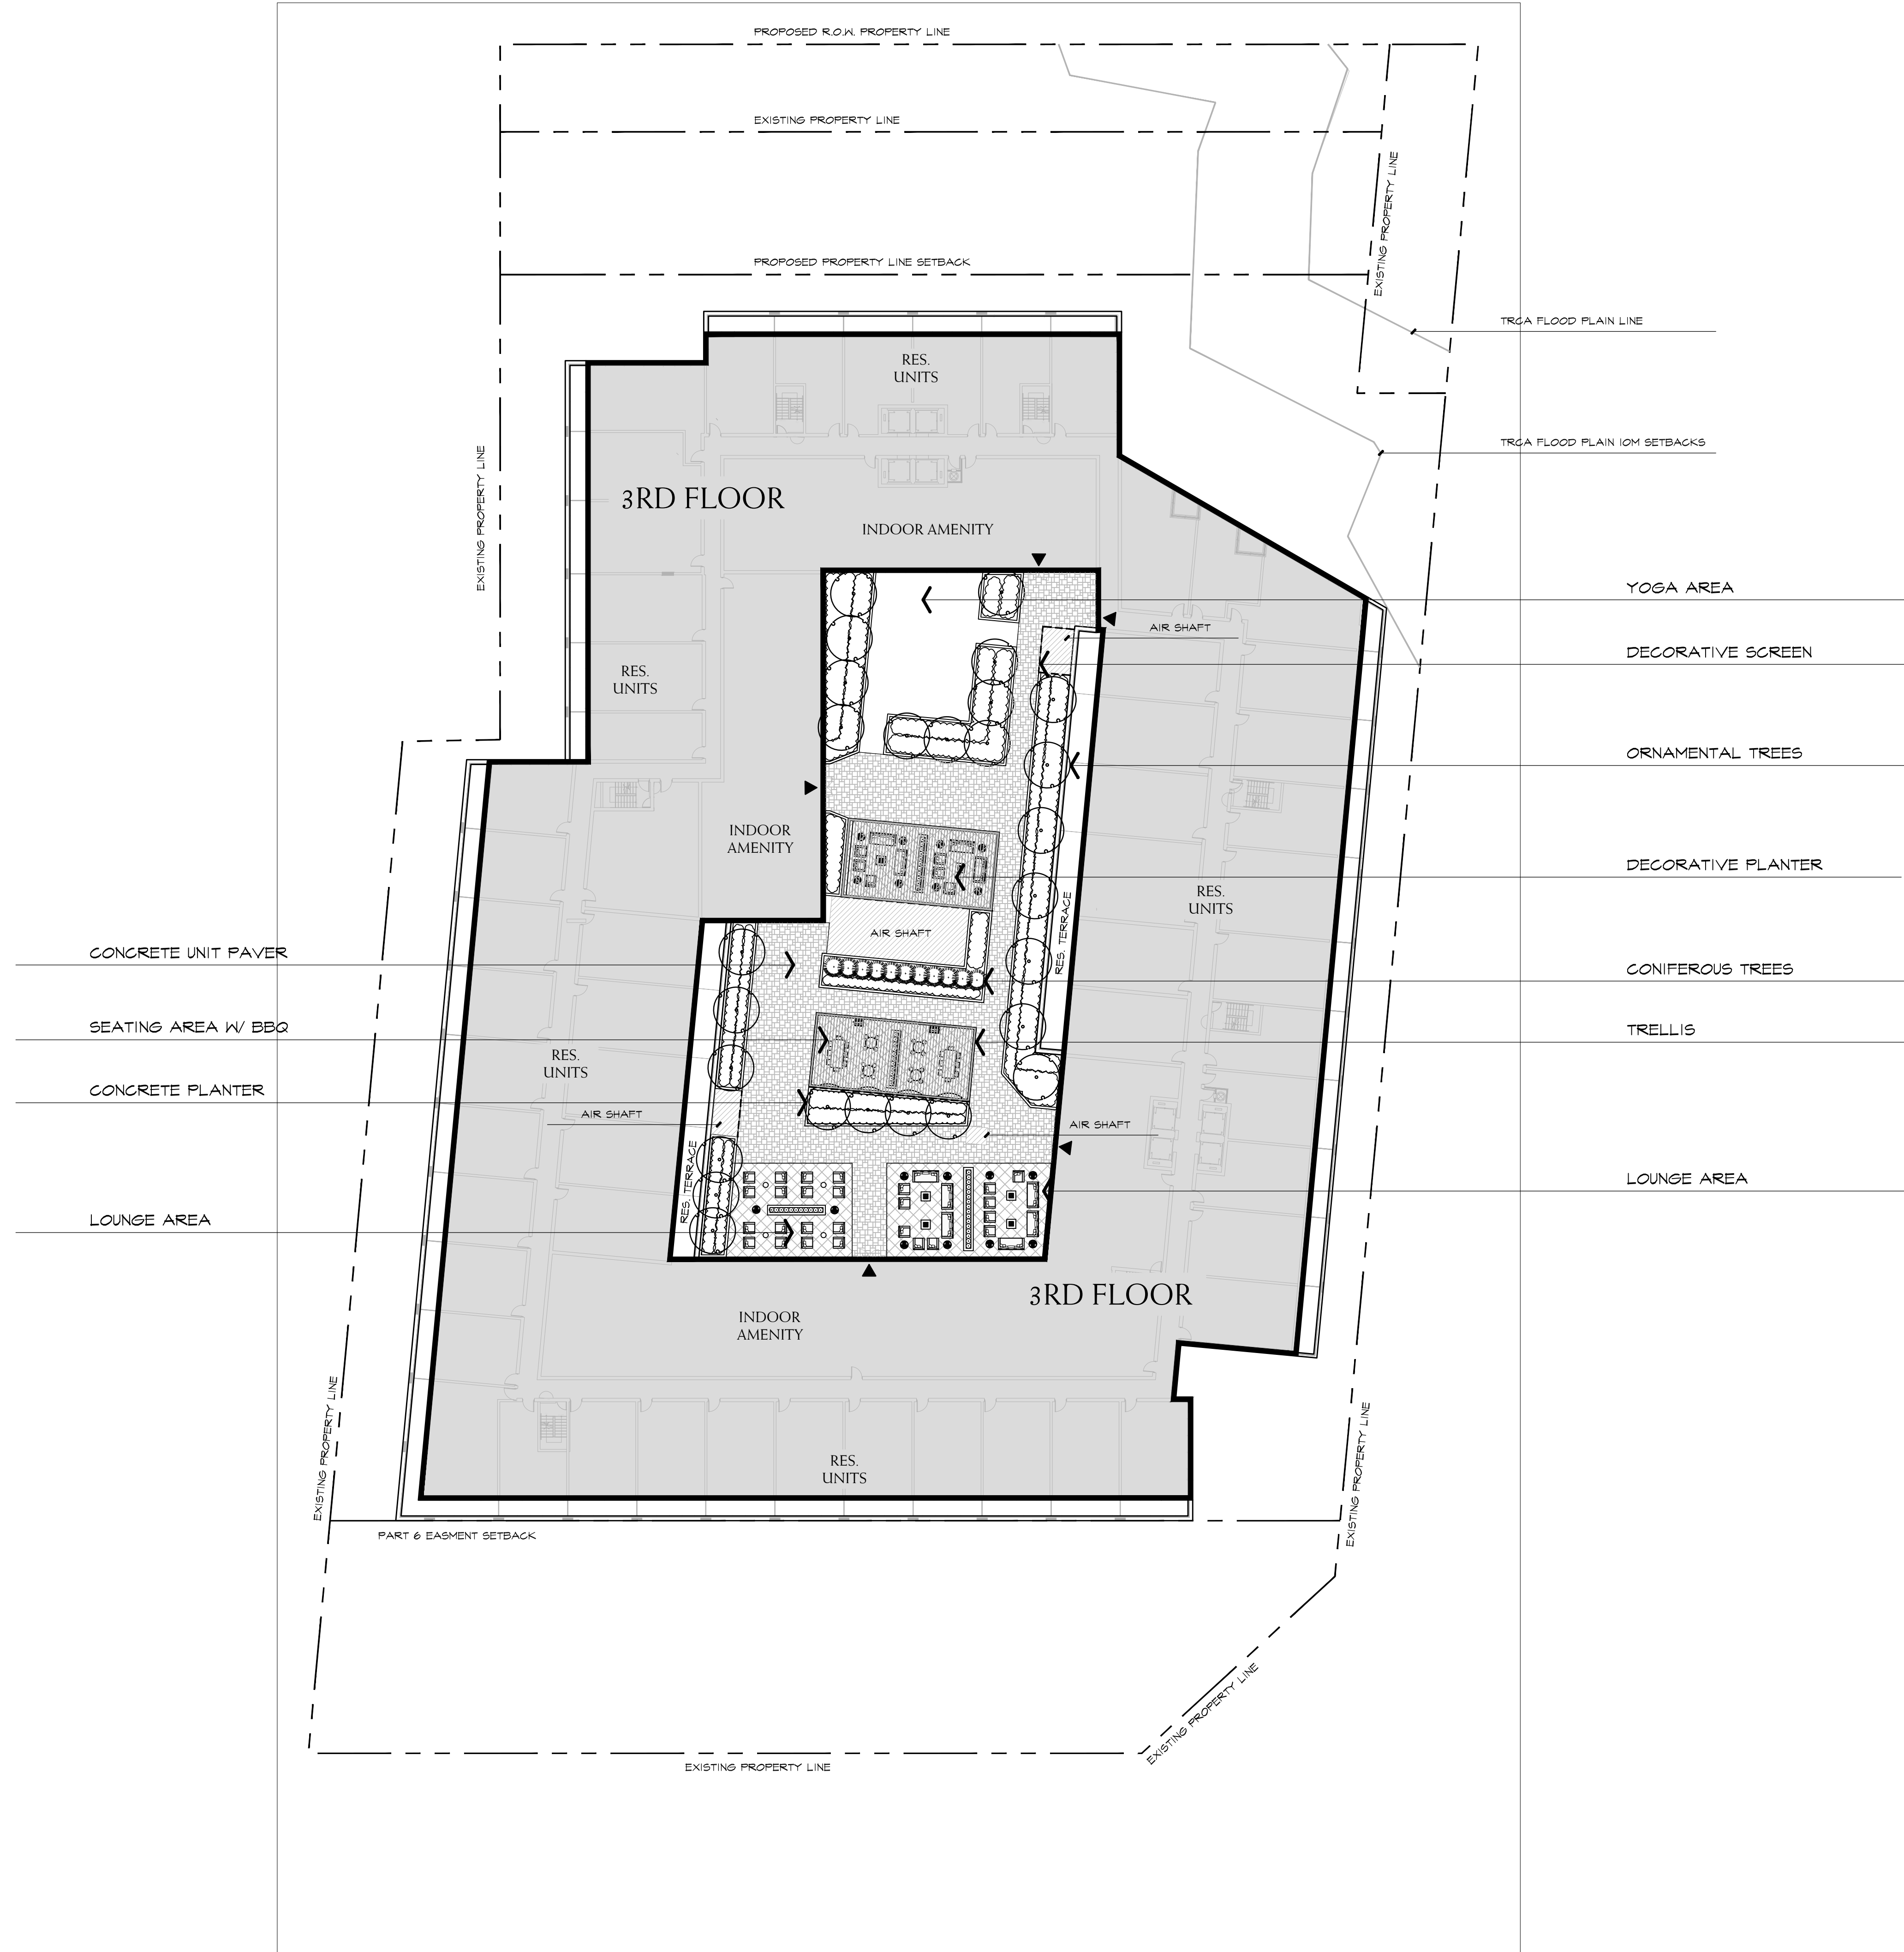 PROPOSED R.O.W. PROPERTY LINE
EXISTING PROPERTY LINE
EXISTING PROPERTY LINE
PROPOSED PROPERTY LINE SETBACK
TRCA FLOOD PLAIN LINE
RES.
UNITS
TRCA FLOOD PLAIN 10M SETBACKS
EXISTING PROPERTY LINE
3RD FLOOR
INDOOR AMENITY
YOGA AREA
AIR SHAFT
DECORATIVE SCREEN
RES.
UNITS
ORNAMENTAL TREES
INDOOR
AMENITY
DECORATIVE PLANTER
RES.
UNITS
RES. TERRACE
AIR SHAFT
CONCRETE UNIT PAVER
CONIFEROUS TREES
SEATING AREA W/ BBQ
TRELLIS
RES.
UNITS
CONCRETE PLANTER
AIR SHAFT
AIR SHAFT
RES. TERRACE
LOUNGE AREA
LOUNGE AREA
3RD FLOOR
INDOOR
AMENITY
EXISTING PROPERTY LINE
EXISTING PROPERTY LINE
RES.
UNITS
PART 6 EASMENT SETBACK
EXISTING PROPERTY LINE
EXISTING PROPERTY LINE